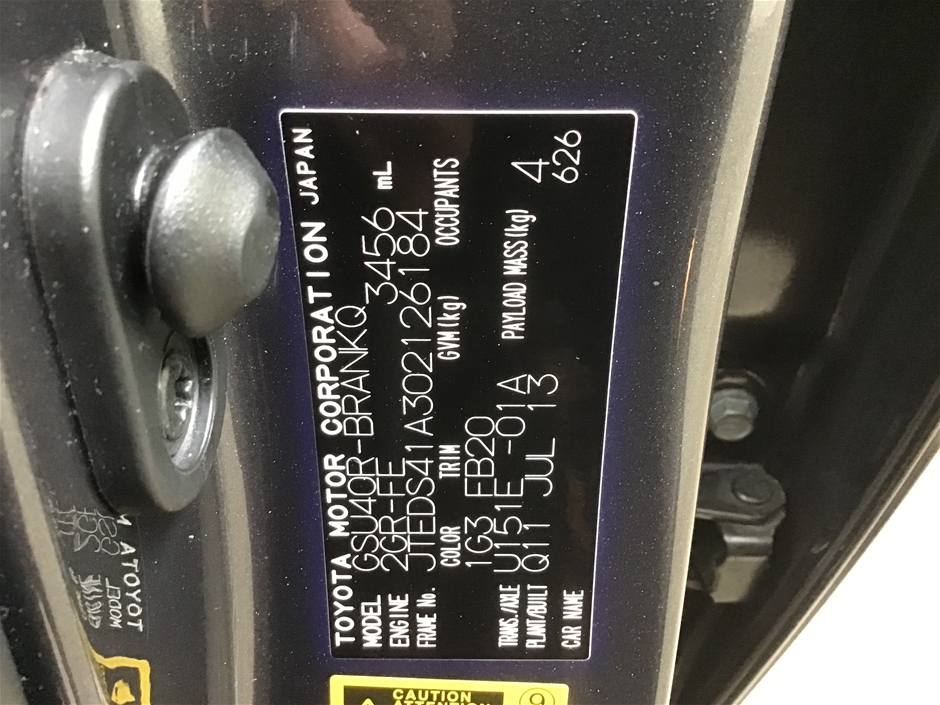 TOYOTA MOTOR CORPORATION JAPAN
MODEL GSU40R-BRANKQ
ENGINE 2GR-FE 3456 mL
FRAME No. JTEDS41A302126184
COLOR TRIM GVM(kg) OCCUPANTS
1G3 FB20
TRANS./AXLE U151E -01A PAYLOAD MASS(kg)
PLANT/BUILT Q11 JUL 13 4
CAR NAME 626
CAUTION 9
ATTENTION